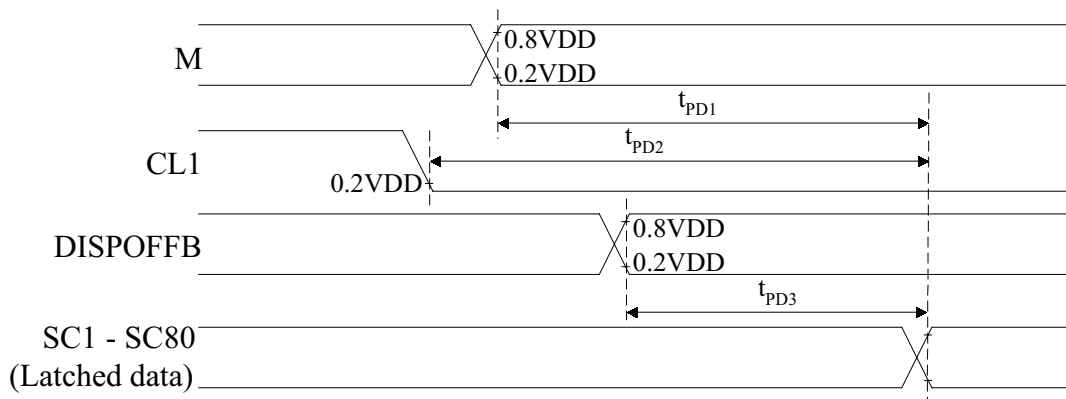 M
0.8VDD
0.2VDD
tPD1
CL1
tPD2
0.2VDD
DISPOFFB
0.8VDD
0.2VDD
tPD3
SC1 - SC80
(Latched data)